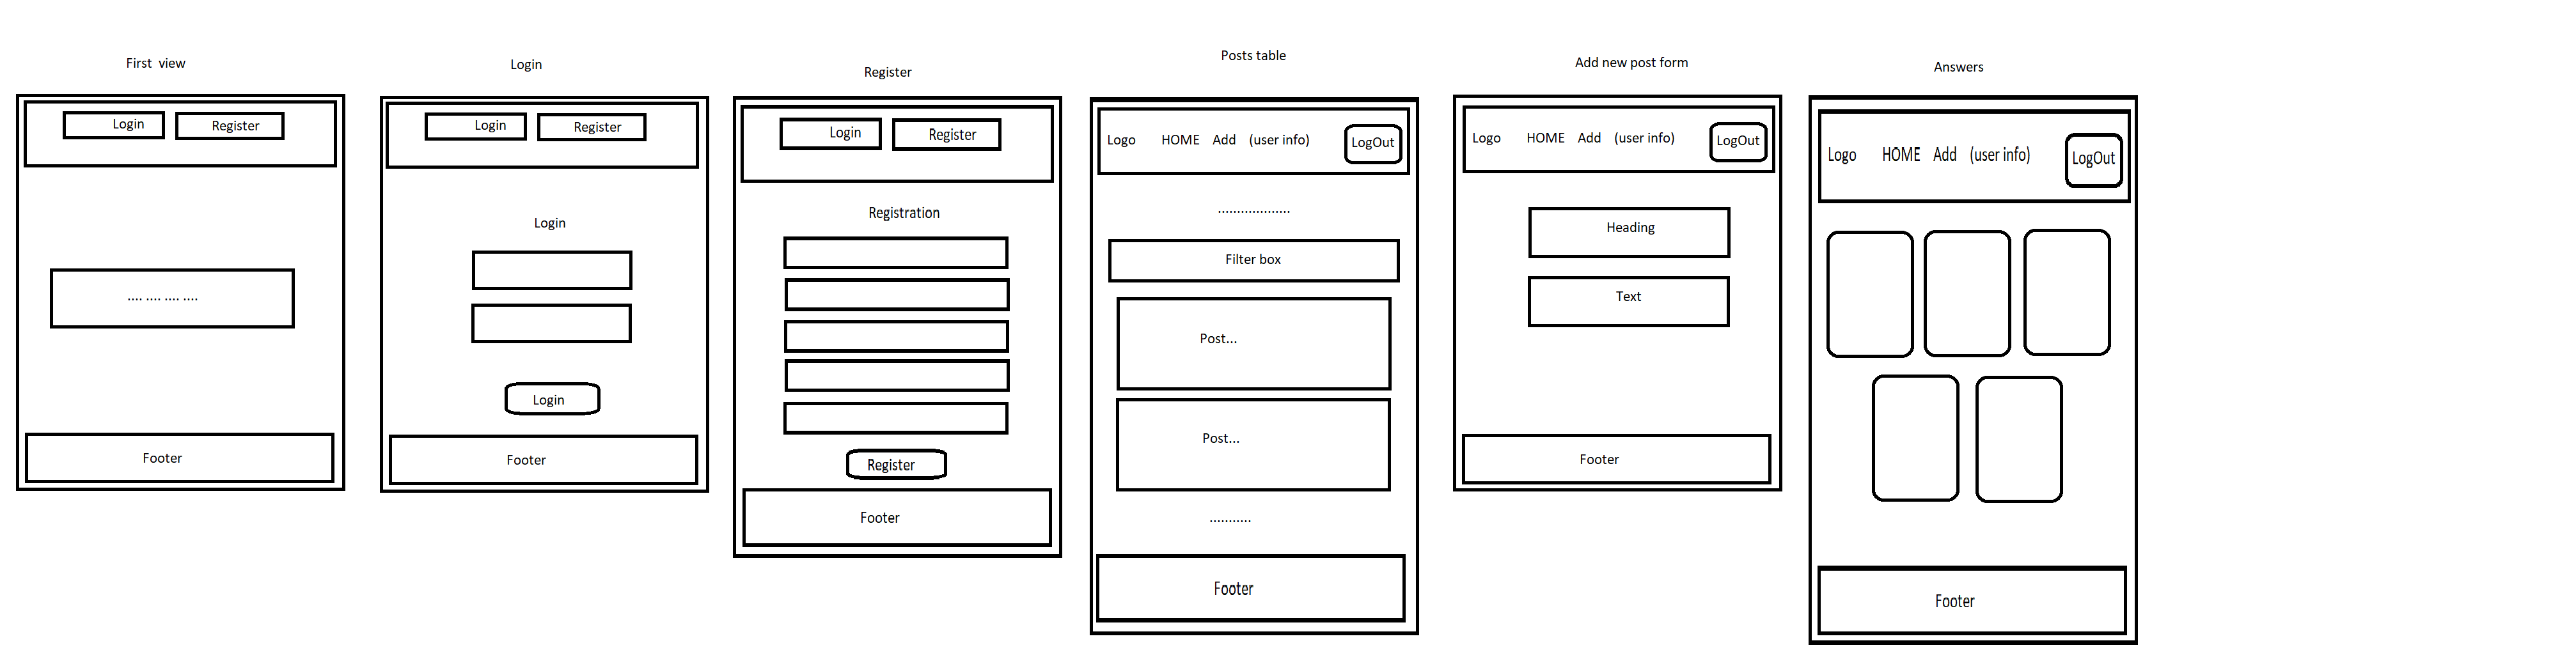 First view
Login Register
.... .... .... ....
Footer
Login
Login Register
Login
Login
Footer
Register
Login Register
Registration
Register
Footer
Posts table
Logo HOME Add (user info) LogOut
...................
Filter box
Post...
Post...
...........
Footer
Add new post form
Logo HOME Add (user info) LogOut
Heading
Text
Footer
Answers
Logo HOME Add (user info) LogOut
Footer